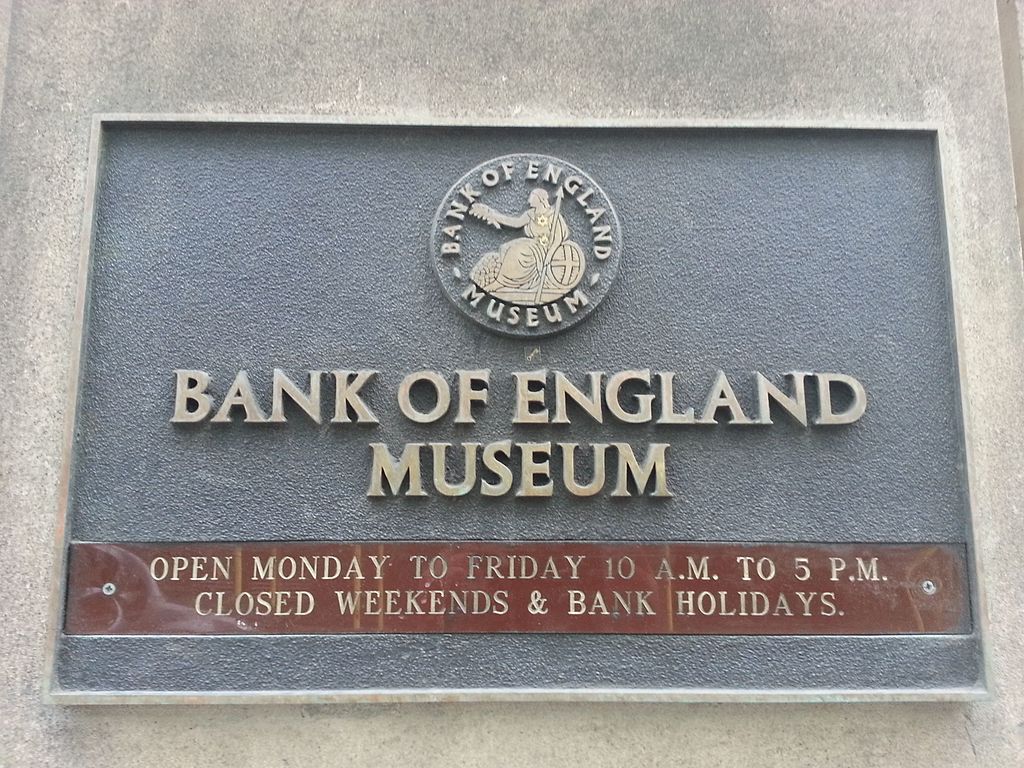 BANK OF ENGLAND
MUSEUM
BANK OF ENGLAND
MUSEUM
OPEN MONDAY TO FRIDAY 10 A.M. TO 5 P.M.
CLOSED WEEKENDS & BANK HOLIDAYS.